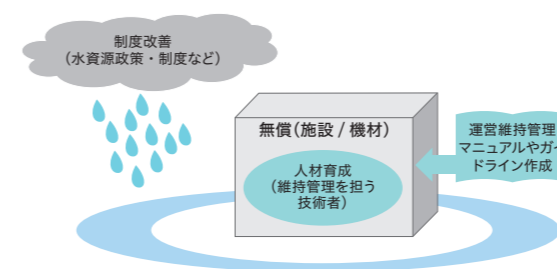 制度改善
（水資源政策・制度など）
無償（施設 / 機材）
人材育成
（維持管理を担う
技術者）
運営維持管理
マニュアルやガイ
ドライン作成